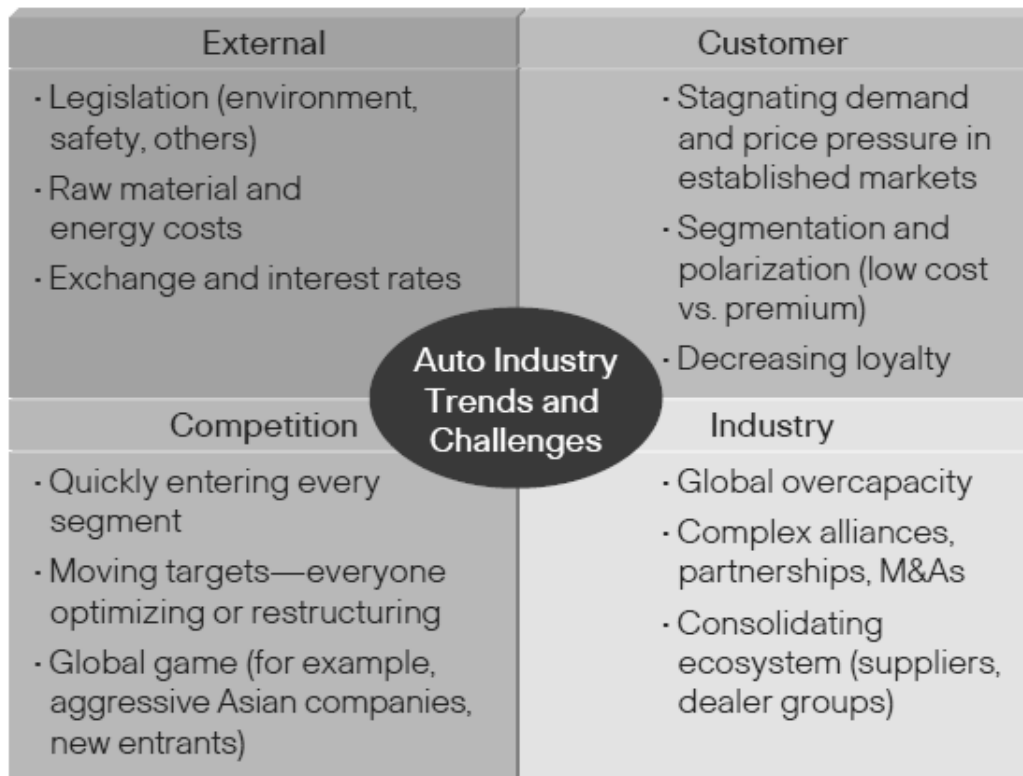 External
· Legislation (environment,
safety, others)
· Raw material and
energy costs
· Exchange and interest rates
Customer
· Stagnating demand
and price pressure in
established markets
· Segmentation and
polarization (low cost
vs. premium)
· Decreasing loyalty
Auto Industry
Trends and
Challenges
Competition
· Quickly entering every
segment
· Moving targets—everyone
optimizing or restructuring
· Global game (for example,
aggressive Asian companies,
new entrants)
Industry
· Global overcapacity
· Complex alliances,
partnerships, M&As
· Consolidating
ecosystem (suppliers,
dealer groups)